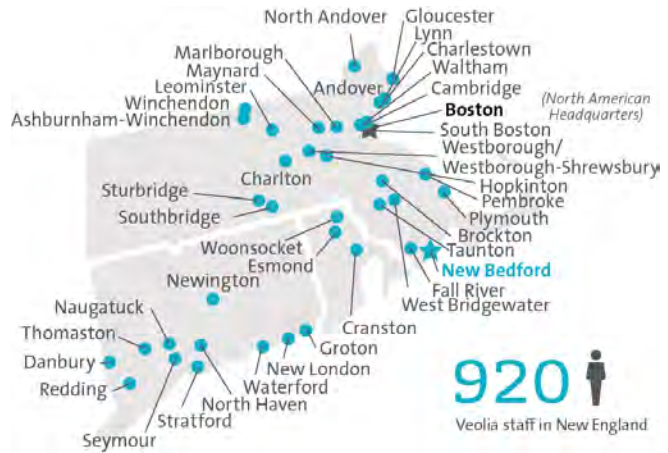 North Andover
Gloucester
Lynn
Marlborough
Charlestown
Maynard
Andover
Waltham
Leominster
Cambridge
Winchendon
Boston
(North American
Headquarters)
Ashburnham-Winchendon
South Boston
Westborough/
Westborough-Shrewsbury
Charlton
Hopkinton
Sturbridge
Pembroke
Southbridge
Plymouth
Brockton
Woonsocket
Taunton
Esmond
New Bedford
Newington
Fall River
West Bridgewater
Naugatuck
Cranston
Thomaston
Groton
Danbury
New London
Redding
Waterford
North Haven
Stratford
Seymour
920
Veolia staff in New England